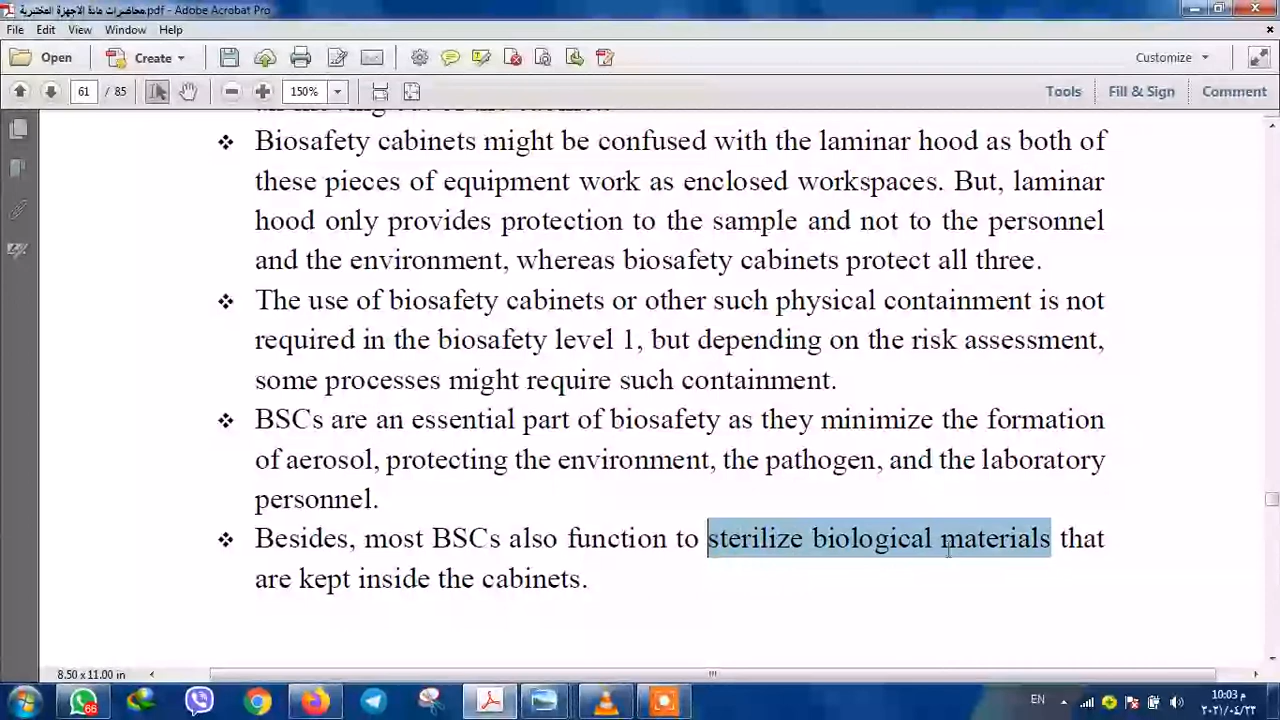 محاضرات مادة الاجهزة المختبرية.pdf - Adobe Acrobat Pro
File Edit View Window Help
Open Create Customize
61 / 85 150% Tools Fill & Sign Comment
❖ Biosafety cabinets might be confused with the laminar hood as both of
these pieces of equipment work as enclosed workspaces. But, laminar
hood only provides protection to the sample and not to the personnel
and the environment, whereas biosafety cabinets protect all three.
❖ The use of biosafety cabinets or other such physical containment is not
required in the biosafety level 1, but depending on the risk assessment,
some processes might require such containment.
❖ BSCs are an essential part of biosafety as they minimize the formation
of aerosol, protecting the environment, the pathogen, and the laboratory
personnel.
❖ Besides, most BSCs also function to sterilize biological materials that
are kept inside the cabinets.
8.50 x 11.00 in
66
EN
10:03 م
٢٠٢١/٠٤/٢٣